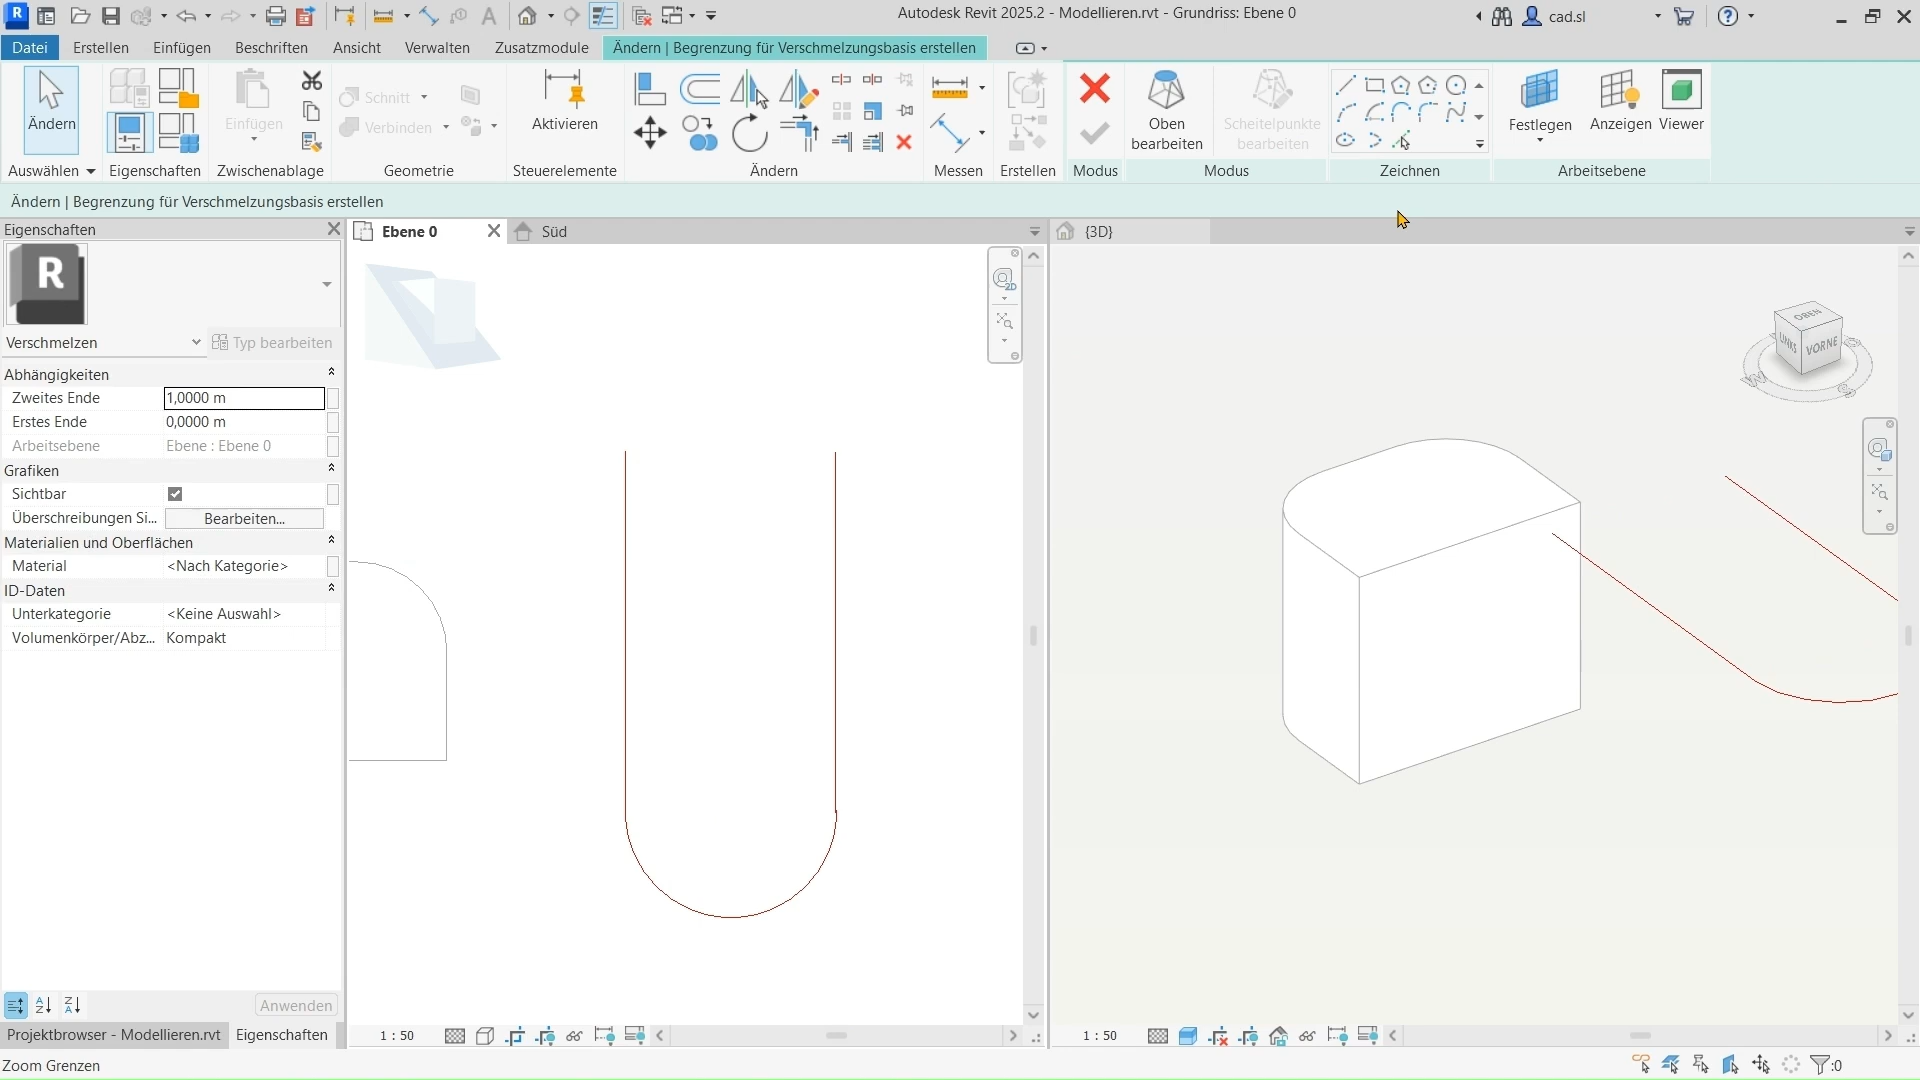 Autodesk Revit 2025.2 - Modellieren.rvt - Grundriss: Ebene 0
cad.sl
Datei Erstellen Einfügen Beschriften Ansicht Verwalten Zusatzmodule Ändern | Begrenzung für Verschmelzungsbasis erstellen
Ändern
Einfügen
Schnitt
Verbinden
Aktivieren
Oben bearbeiten
Scheitelpunkte bearbeiten
Festlegen
Anzeigen
Viewer
Auswählen Eigenschaften Zwischenablage Geometrie Steuerelemente Ändern Messen Erstellen Modus Modus Zeichnen Arbeitsebene
Ändern | Begrenzung für Verschmelzungsbasis erstellen
Eigenschaften
Ebene 0
Süd
{3D}
R
Verschmelzen
Typ bearbeiten
Abhängigkeiten
Zweites Ende 1,0000 m
Erstes Ende 0,0000 m
Arbeitsebene Ebene : Ebene 0
Grafiken
Sichtbar
Überschreibungen Si... Bearbeiten...
Materialien und Oberflächen
Material <Nach Kategorie>
ID-Daten
Unterkategorie <Keine Auswahl>
Volumenkörper/Abz... Kompakt
2D
OBEN
LINKS
VORNE
W
S
Anwenden
Projektbrowser - Modellieren.rvt Eigenschaften
1 : 50
1 : 50
Zoom Grenzen
:0